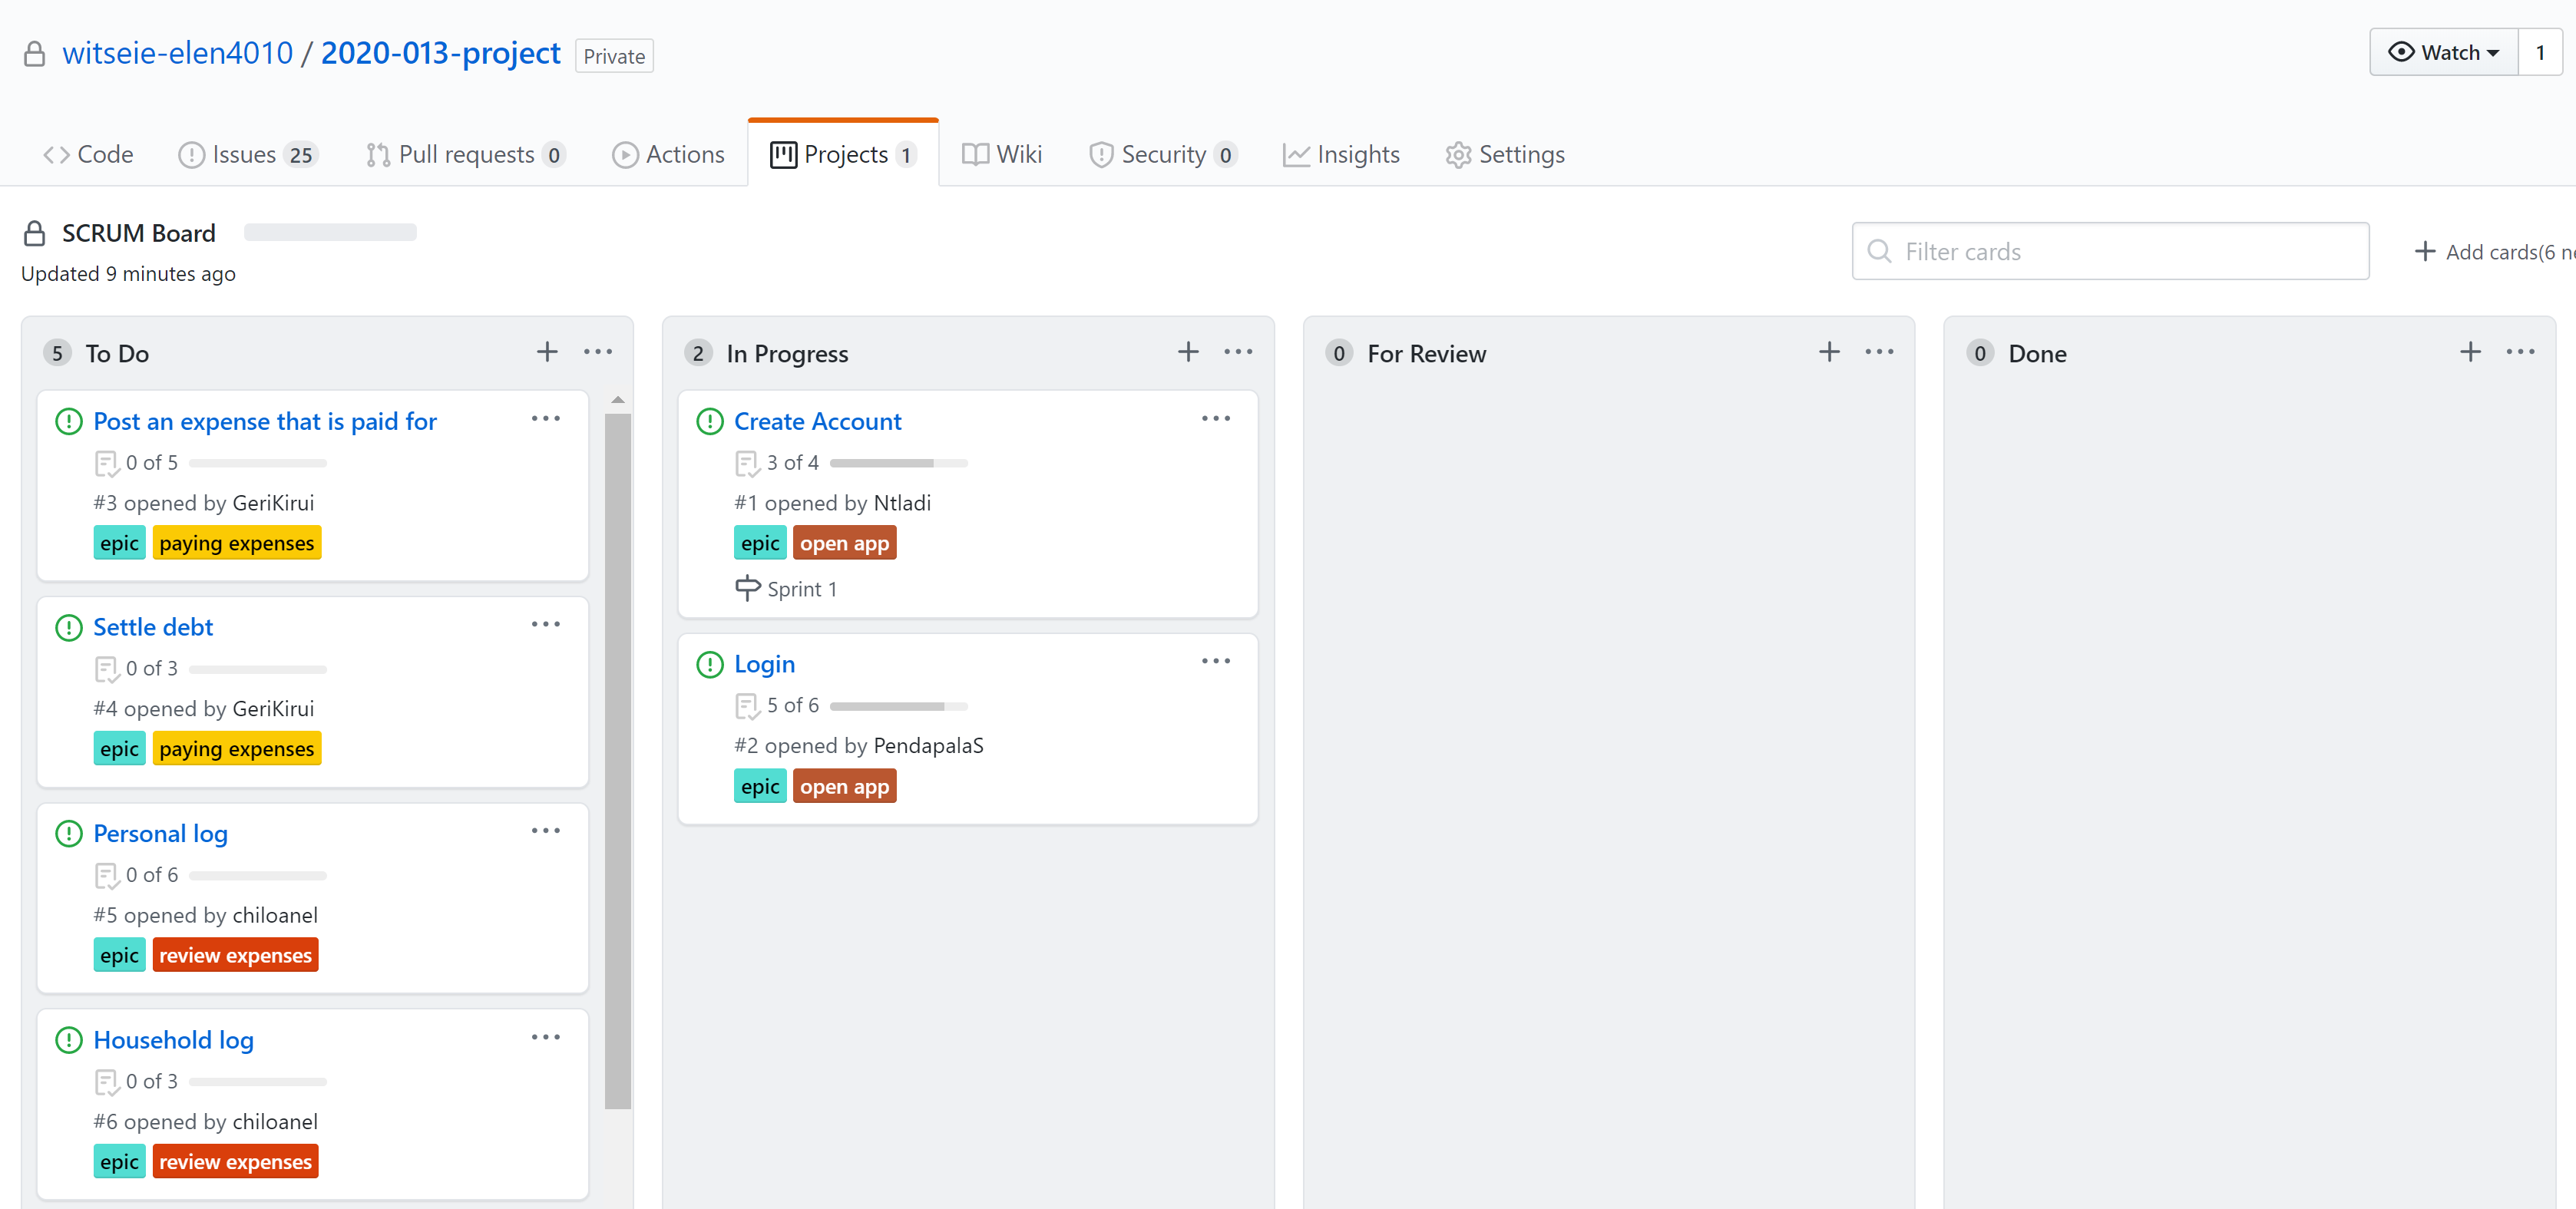 witseie-elen4010 / 2020-013-project Private
Watch 1
Code Issues 25 Pull requests 0 Actions Projects 1 Wiki Security 0 Insights Settings
SCRUM Board
Updated 9 minutes ago
Filter cards
Add cards(6
5 To Do
Post an expense that is paid for
0 of 5
#3 opened by GeriKirui
epic paying expenses
Settle debt
0 of 3
#4 opened by GeriKirui
epic paying expenses
Personal log
0 of 6
#5 opened by chiloanel
epic review expenses
Household log
0 of 3
#6 opened by chiloanel
epic review expenses
2 In Progress
Create Account
3 of 4
#1 opened by Ntladi
epic open app
Sprint 1
Login
5 of 6
#2 opened by PendapalaS
epic open app
0 For Review
0 Done